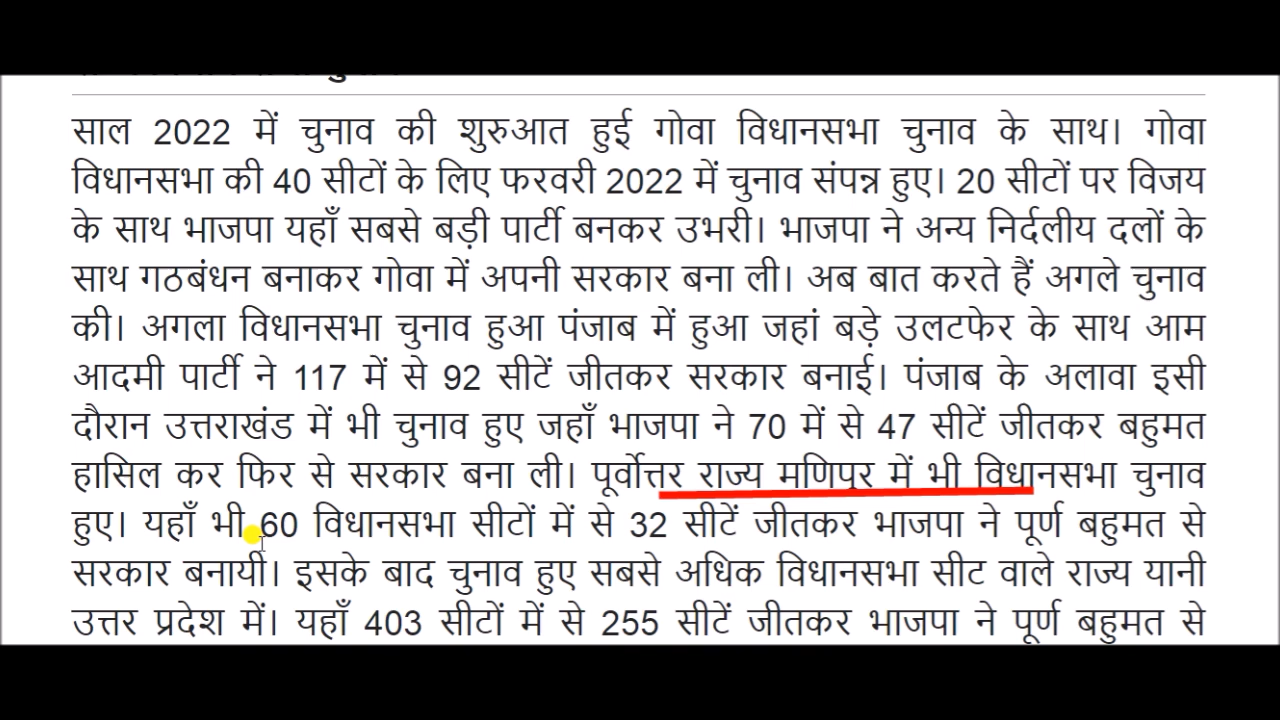 साल 2022 में चुनाव की शुरुआत हुई गोवा विधानसभा चुनाव के साथ। गोवा
विधानसभा की 40 सीटों के लिए फरवरी 2022 में चुनाव संपन्न हुए। 20 सीटों पर विजय
के साथ भाजपा यहाँ सबसे बड़ी पार्टी बनकर उभरी। भाजपा ने अन्य निर्दलीय दलों के
साथ गठबंधन बनाकर गोवा में अपनी सरकार बना ली। अब बात करते हैं अगले चुनाव
की। अगला विधानसभा चुनाव हुआ पंजाब में हुआ जहां बड़े उलटफेर के साथ आम
आदमी पार्टी ने 117 में से 92 सीटें जीतकर सरकार बनाई। पंजाब के अलावा इसी
दौरान उत्तराखंड में भी चुनाव हुए जहाँ भाजपा ने 70 में से 47 सीटें जीतकर बहुमत
हासिल कर फिर से सरकार बना ली। पूर्वोत्तर राज्य मणिपुर में भी विधानसभा चुनाव
हुए। यहाँ भी 60 विधानसभा सीटों में से 32 सीटें जीतकर भाजपा ने पूर्ण बहुमत से
सरकार बनायी। इसके बाद चुनाव हुए सबसे अधिक विधानसभा सीट वाले राज्य यानी
उत्तर प्रदेश में। यहाँ 403 सीटों में से 255 सीटें जीतकर भाजपा ने पूर्ण बहुमत से